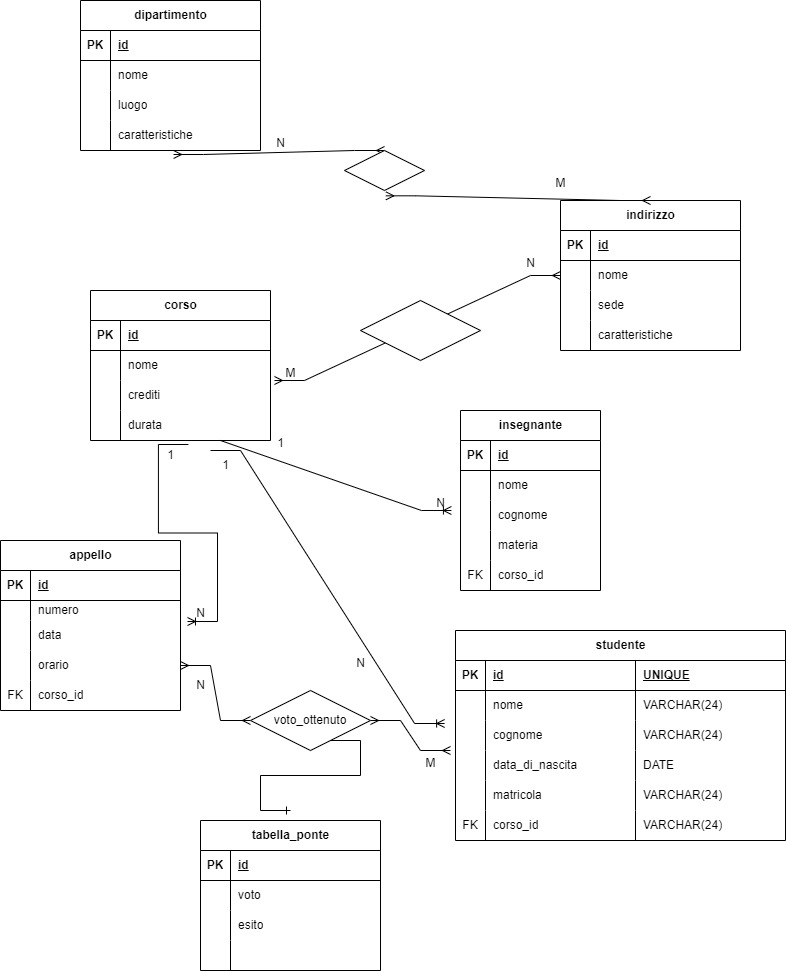 dipartimento
PK id
nome
luogo
caratteristiche
N
M
indirizzo
PK id
nome
sede
caratteristiche
N
M
corso
PK id
nome
crediti
durata
1
1
1
insegnante
PK id
nome
cognome
materia
FK corso_id
N
appello
PK id
numero
data
orario
FK corso_id
N
N
N
voto_ottenuto
M
studente
PK id UNIQUE
nome VARCHAR(24)
cognome VARCHAR(24)
data_di_nascita DATE
matricola VARCHAR(24)
FK corso_id VARCHAR(24)
tabella_ponte
PK id
voto
esito